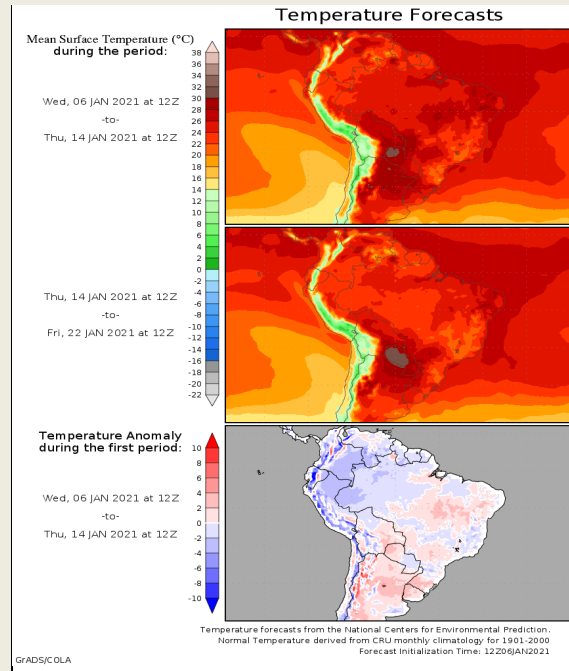 Temperature Forecasts
Mean Surface Temperature (°C)
during the period:
Wed, 06 JAN 2021 at 12Z
-to-
Thu, 14 JAN 2021 at 12Z
38
36
34
32
30
28
26
24
22
20
18
16
14
12
10
8
6
4
2
0
-2
-4
-6
-8
-10
-12
-14
-16
-18
-20
-22
Thu, 14 JAN 2021 at 12Z
-to-
Fri, 22 JAN 2021 at 12Z
Temperature Anomaly
during the first period:
Wed, 06 JAN 2021 at 12Z
-to-
Thu, 14 JAN 2021 at 12Z
10
8
6
4
2
0
-2
-4
-6
-8
-10
Temperature forecasts from the National Centers for Environmental Prediction.
Normal Temperature derived from CRU monthly climatology for 1901-2000
Forecast Initialization Time: 12Z06JAN2021
GrADS/COLA